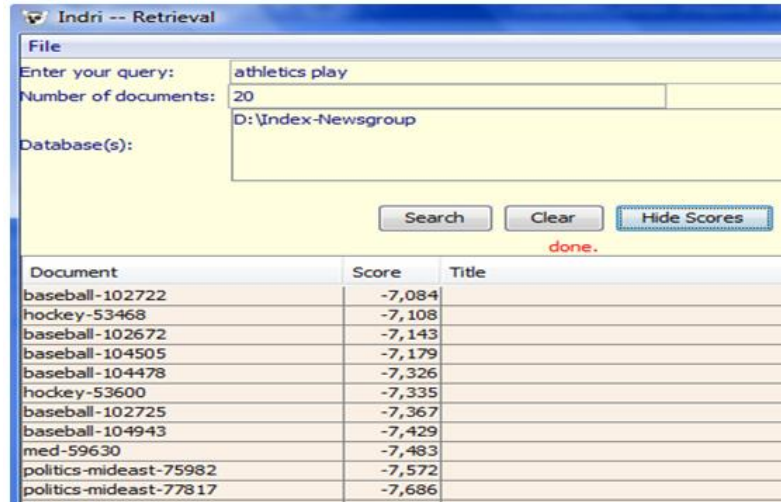 Indri -- Retrieval
File
Enter your query: athletics play
Number of documents: 20
Database(s): D:\Index-Newsgroup
Search Clear Hide Scores
done.
Document Score Title
baseball-102722 -7,084
hockey-53468 -7,108
baseball-102672 -7,143
baseball-104505 -7,179
baseball-104478 -7,326
hockey-53600 -7,335
baseball-102725 -7,367
baseball-104943 -7,429
med-59630 -7,483
politics-mideast-75982 -7,572
politics-mideast-77817 -7,686